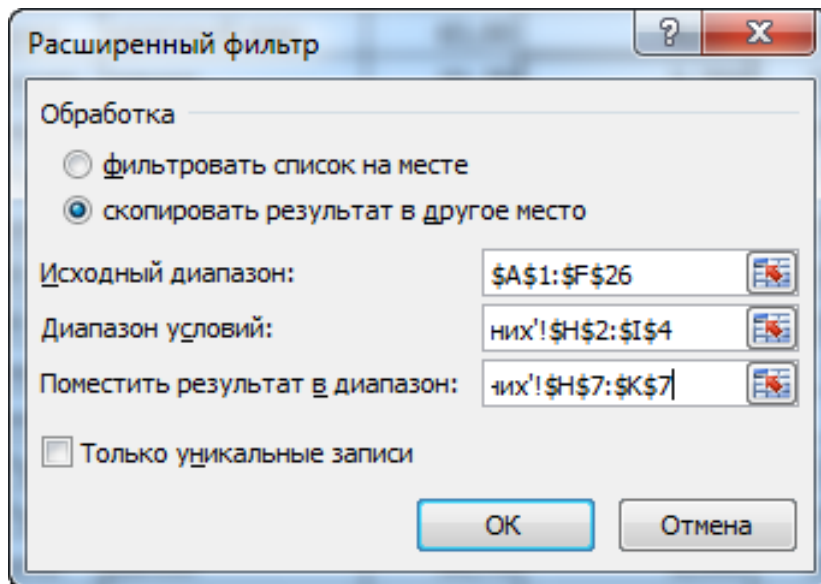 Расширенный фильтр
?
Обработка
фильтровать список на месте
скопировать результат в другое место
Исходный диапазон: $A$1:$F$26
Диапазон условий: них'!$H$2:$I$4
Поместить результат в диапазон: них'!$H$7:$K$7
Только уникальные записи
ОК Отмена